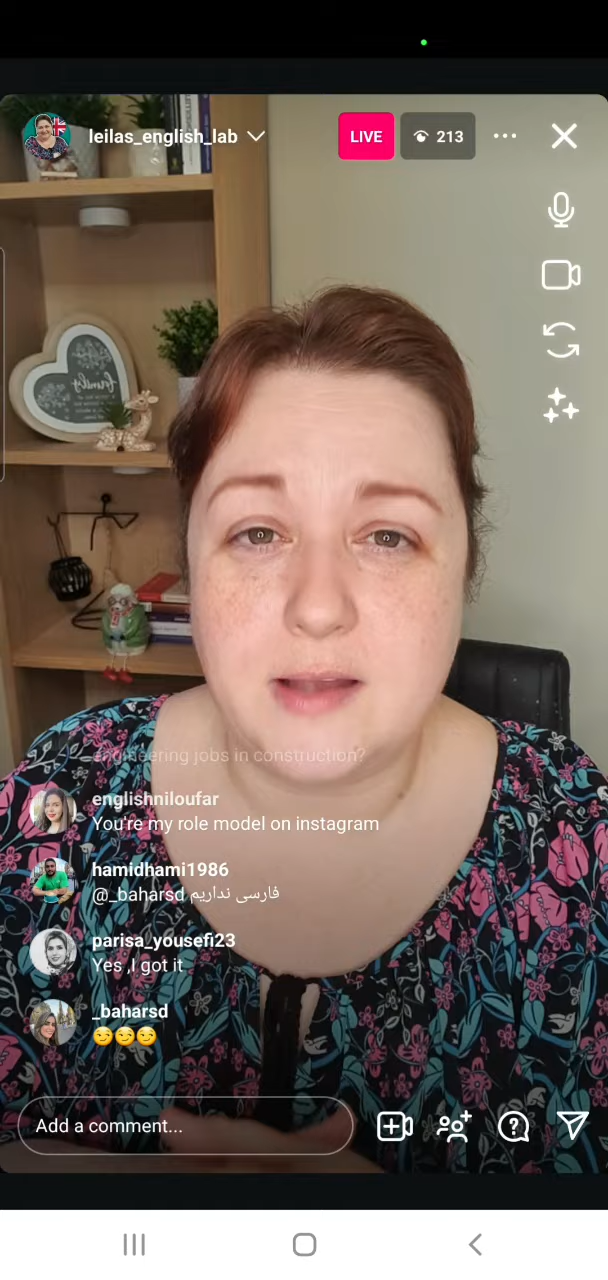 leilas_english_lab
LIVE
213
family
engineering jobs in construction?
englishniloufar
You're my role model on instagram
hamidhami1986
@_baharsd فارسی نداریم
parisa_yousefi23
Yes ,I got it
_baharsd
😏😏😏
Add a comment...